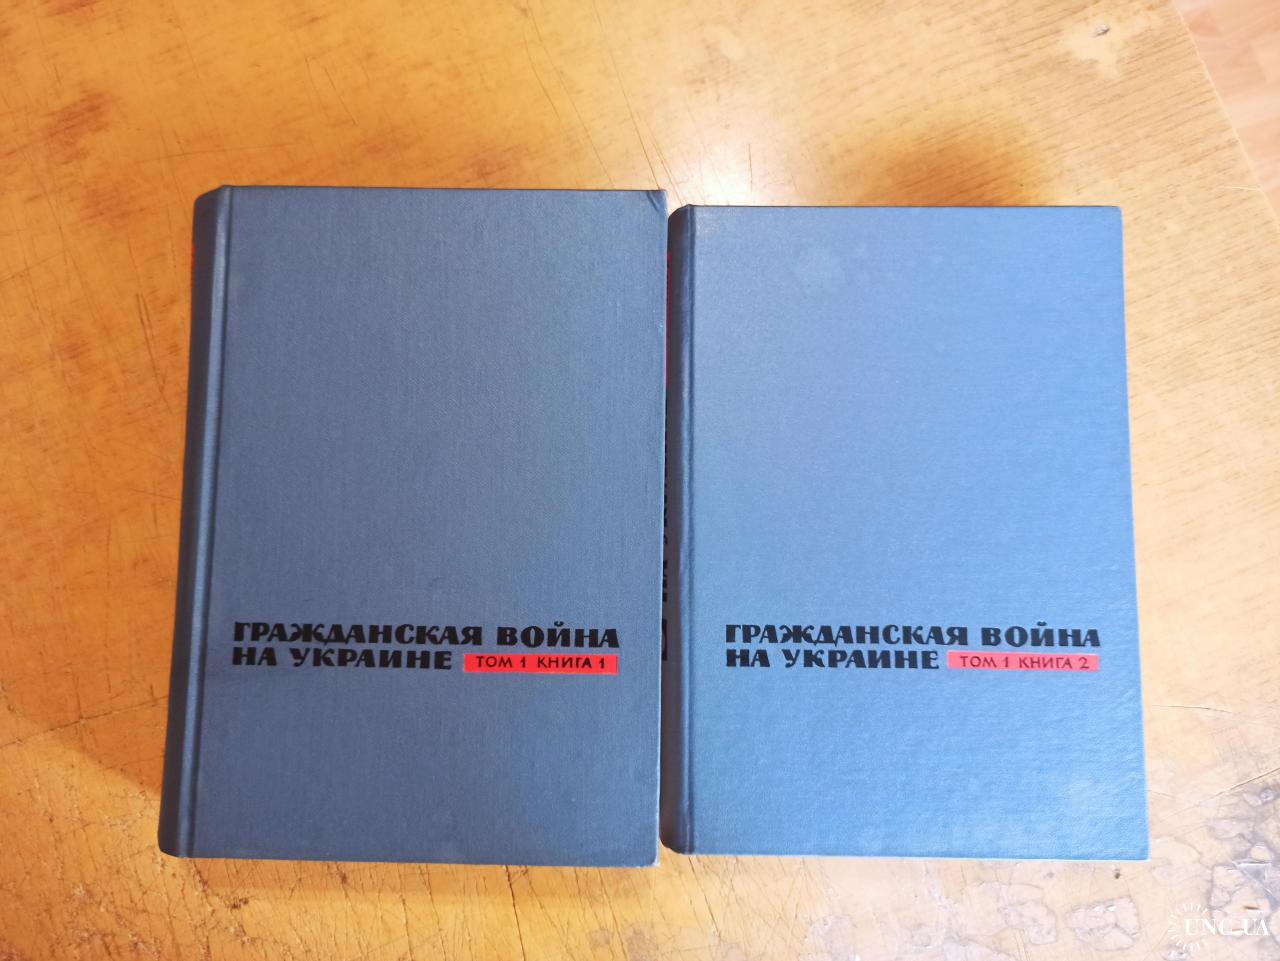 ГРАЖДАНСКАЯ ВОЙНА
НА УКРАИНЕ ТОМ 1 КНИГА 1
ГРАЖДАНСКАЯ ВОЙНА
НА УКРАИНЕ ТОМ 1 КНИГА 2
UNC.UA